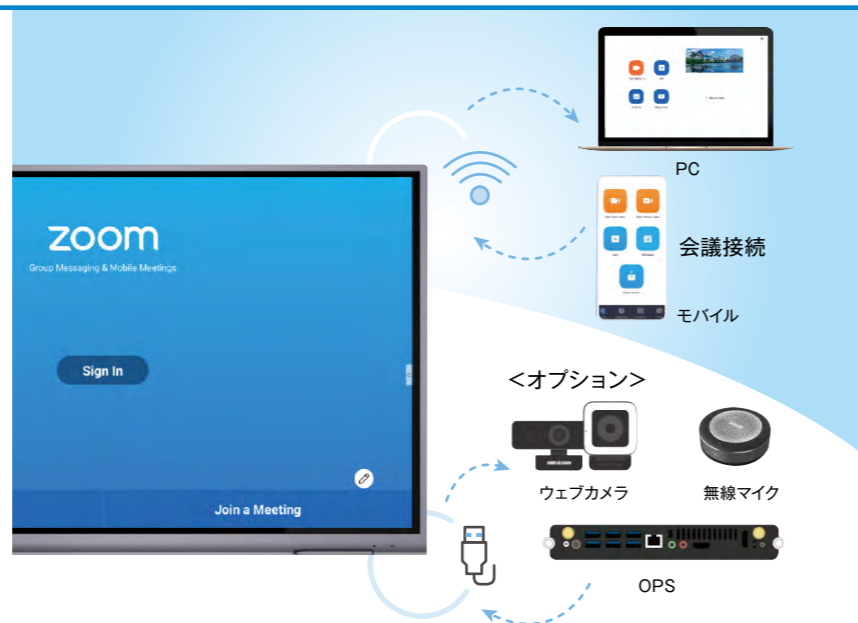 zoom
Group Messaging & Mobile Meetings
Sign In
Join a Meeting
PC
会議接続
モバイル
＜オプション＞
ウェブカメラ
無線マイク
OPS